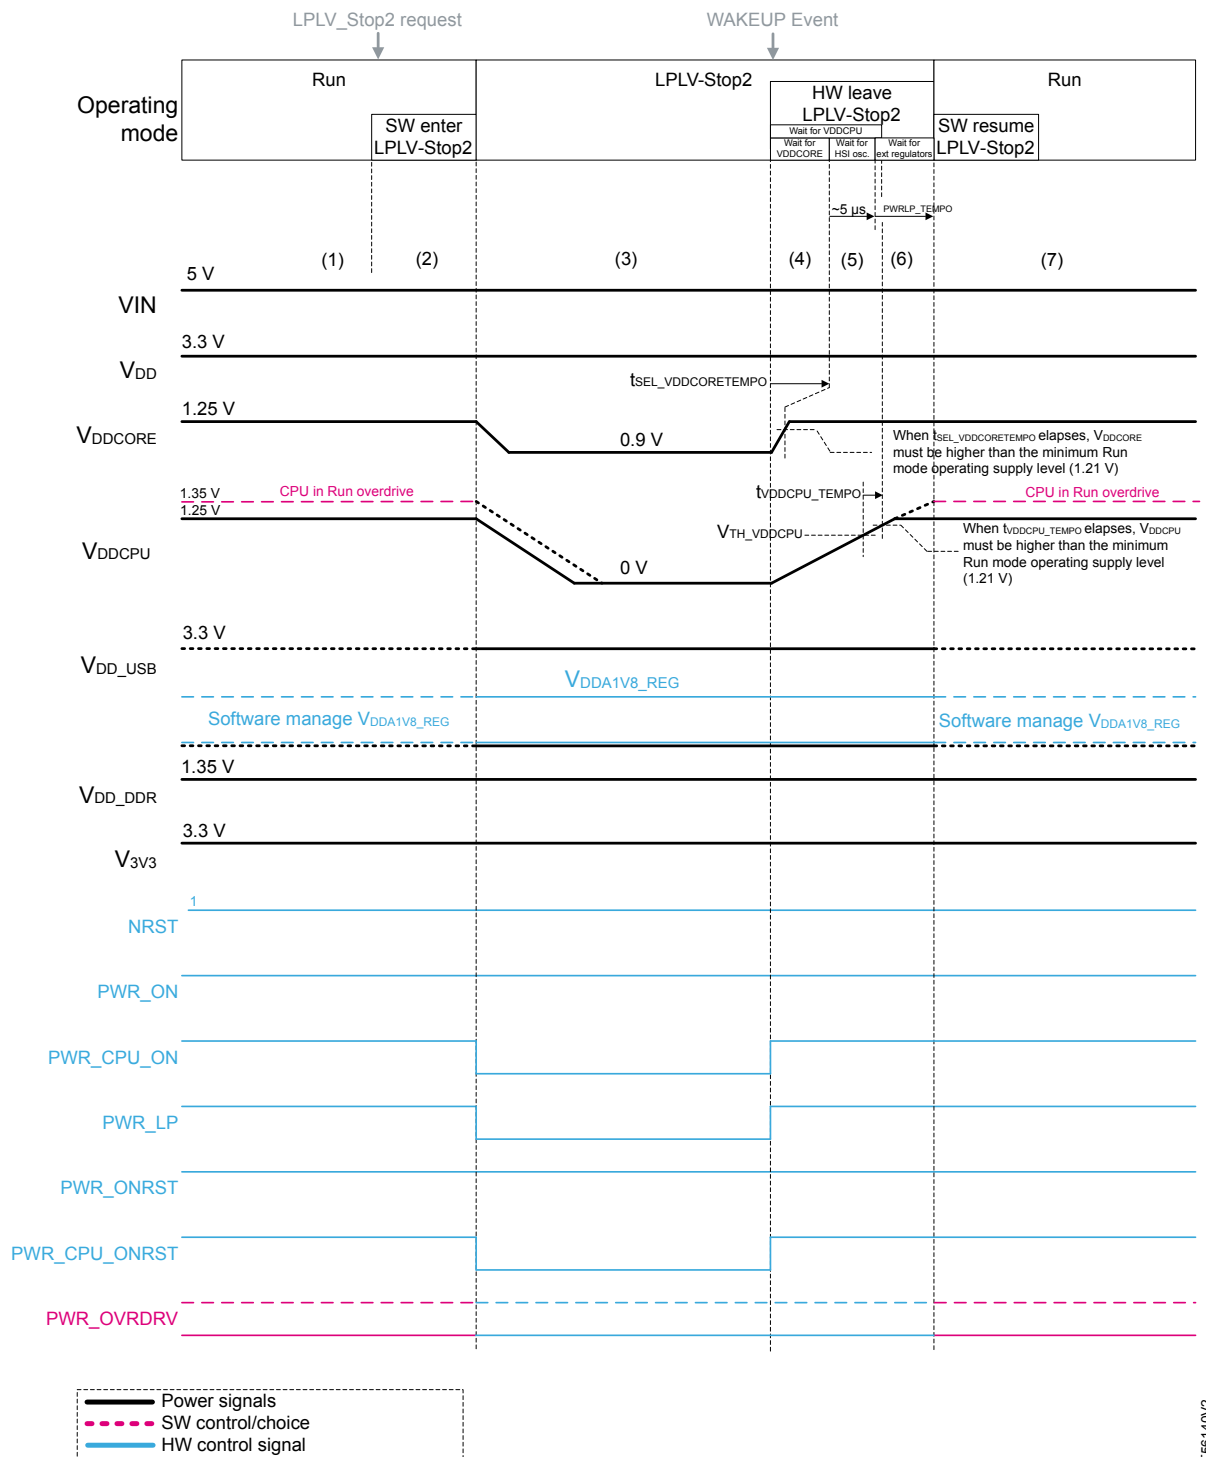 LPLV_Stop2 request
WAKEUP Event
Operating mode
Run
LPLV-Stop2
Run
SW enter
LPLV-Stop2
HW leave
LPLV-Stop2
Wait for VDDCPU
Wait for
VDDCORE
Wait for
HSI osc.
Wait for
ext regulators
SW resume
LPLV-Stop2
~5 µs
PWRLP_TEMPO
(1)
(2)
(3)
(4)
(5)
(6)
(7)
5 V
VIN
3.3 V
VDD
tSEL_VDDCORETEMPO
1.25 V
VDDCORE
0.9 V
When tSEL_VDDCORETEMPO elapses, VDDCORE
must be higher than the minimum Run
mode operating supply level (1.21 V)
1.35 V
CPU in Run overdrive
tVDDCPU_TEMPO
CPU in Run overdrive
1.25 V
VTH_VDDCPU
VDDCPU
0 V
When tVDDCPU_TEMPO elapses, VDDCPU
must be higher than the minimum
Run mode operating supply level
(1.21 V)
3.3 V
VDD_USB
VDDA1V8_REG
Software manage VDDA1V8_REG
Software manage VDDA1V8_REG
1.35 V
VDD_DDR
3.3 V
V3V3
1
NRST
PWR_ON
PWR_CPU_ON
PWR_LP
PWR_ONRST
PWR_CPU_ONRST
PWR_OVRDRV
Power signals
SW control/choice
HW control signal